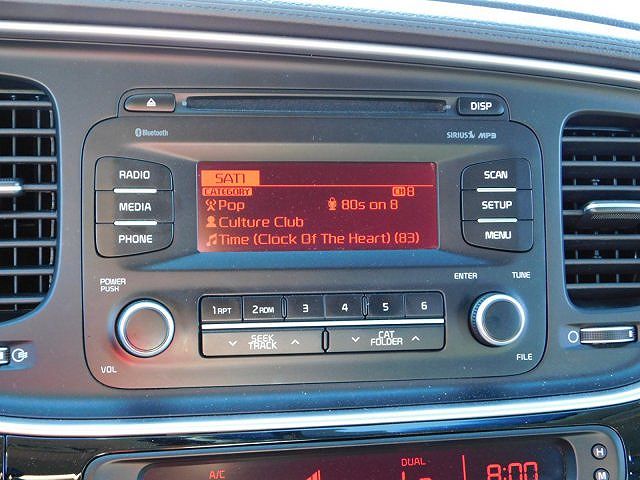 DISP
Bluetooth
SIRIUS MP3
RADIO
MEDIA
PHONE
SAT1
CATEGORY
CH 8
Pop
80s on 8
Culture Club
Time (Clock Of The Heart) (83)
SCAN
SETUP
MENU
POWER
PUSH
VOL
1 RPT
2 RDM
3
4
5
6
SEEK
TRACK
CAT
FOLDER
ENTER
TUNE
FILE
A/C
DUAL
8:00
H
M